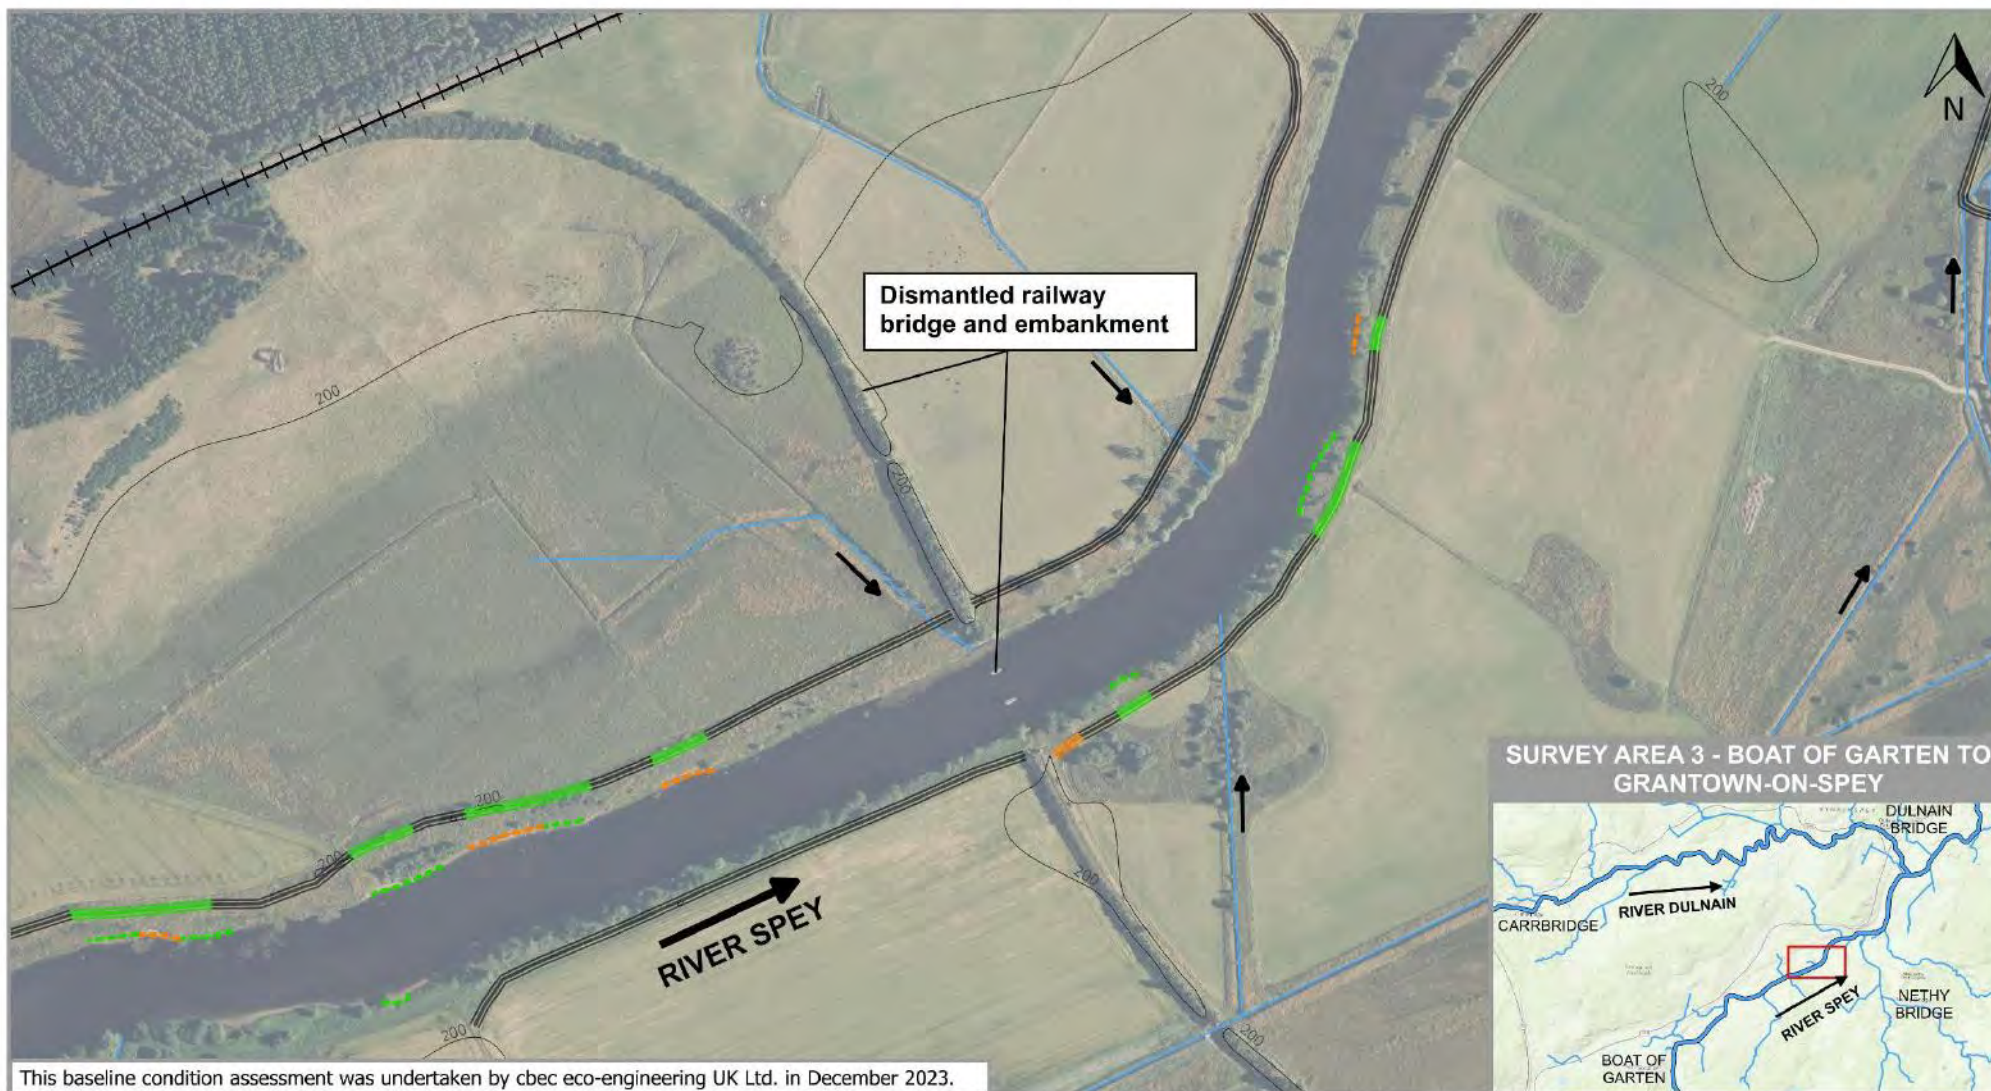 N
200
Dismantled railway
bridge and embankment
200
200
200
200
RIVER SPEY
200
200
200
SURVEY AREA 3 - BOAT OF GARTEN TO
GRANTOWN-ON-SPEY
DULNAIN
BRIDGE
RIVER DULNAIN
CARRBRIDGE
NETHY
BRIDGE
RIVER SPEY
BOAT OF
GARTEN
This baseline condition assessment was undertaken by cbec eco-engineering UK Ltd. in December 2023.